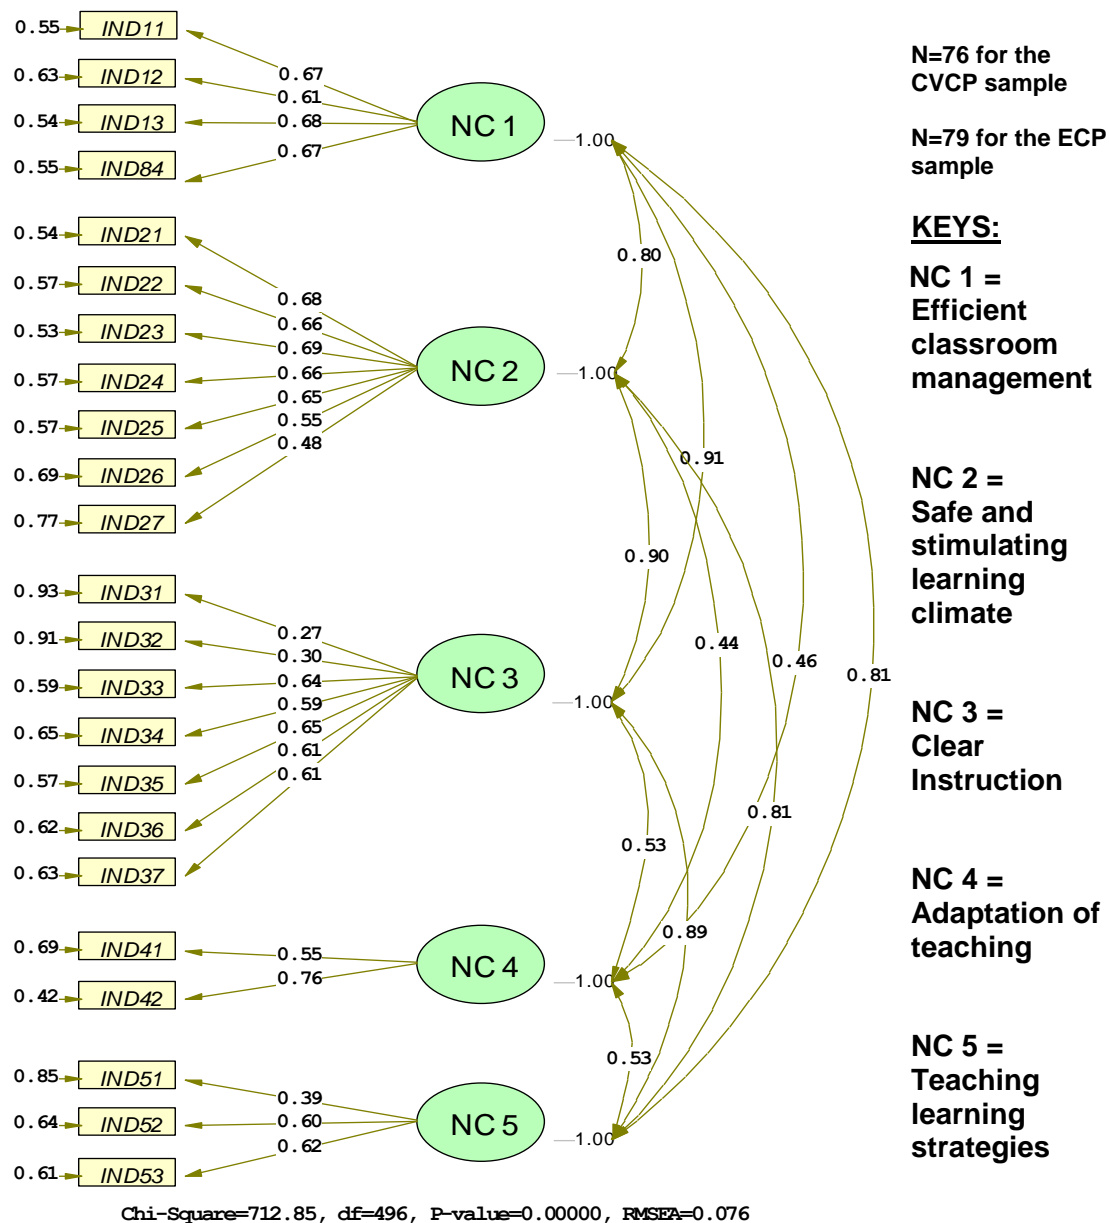 0.55 IND11
0.63 IND12
0.54 IND13
0.55 IND84
0.67
0.61
0.68
0.67
NC 1
1.00
0.54 IND21
0.57 IND22
0.53 IND23
0.57 IND24
0.57 IND25
0.69 IND26
0.77 IND27
0.68
0.66
0.69
0.66
0.65
0.55
0.48
NC 2
1.00
0.93 IND31
0.91 IND32
0.59 IND33
0.65 IND34
0.57 IND35
0.62 IND36
0.63 IND37
0.27
0.30
0.64
0.59
0.65
0.61
0.61
NC 3
1.00
0.69 IND41
0.42 IND42
0.55
0.76
NC 4
1.00
0.85 IND51
0.64 IND52
0.61 IND53
0.39
0.60
0.62
NC 5
1.00
0.80
0.91
0.90
0.44
0.46
0.81
0.81
0.53
0.89
0.53
N=76 for the
CVCP sample
N=79 for the ECP
sample
KEYS:
NC 1 =
Efficient
classroom
management
NC 2 =
Safe and
stimulating
learning
climate
NC 3 =
Clear
Instruction
NC 4 =
Adaptation of
teaching
NC 5 =
Teaching
learning
strategies
Chi-Square=712.85, df=496, P-value=0.00000, RMSEA=0.076